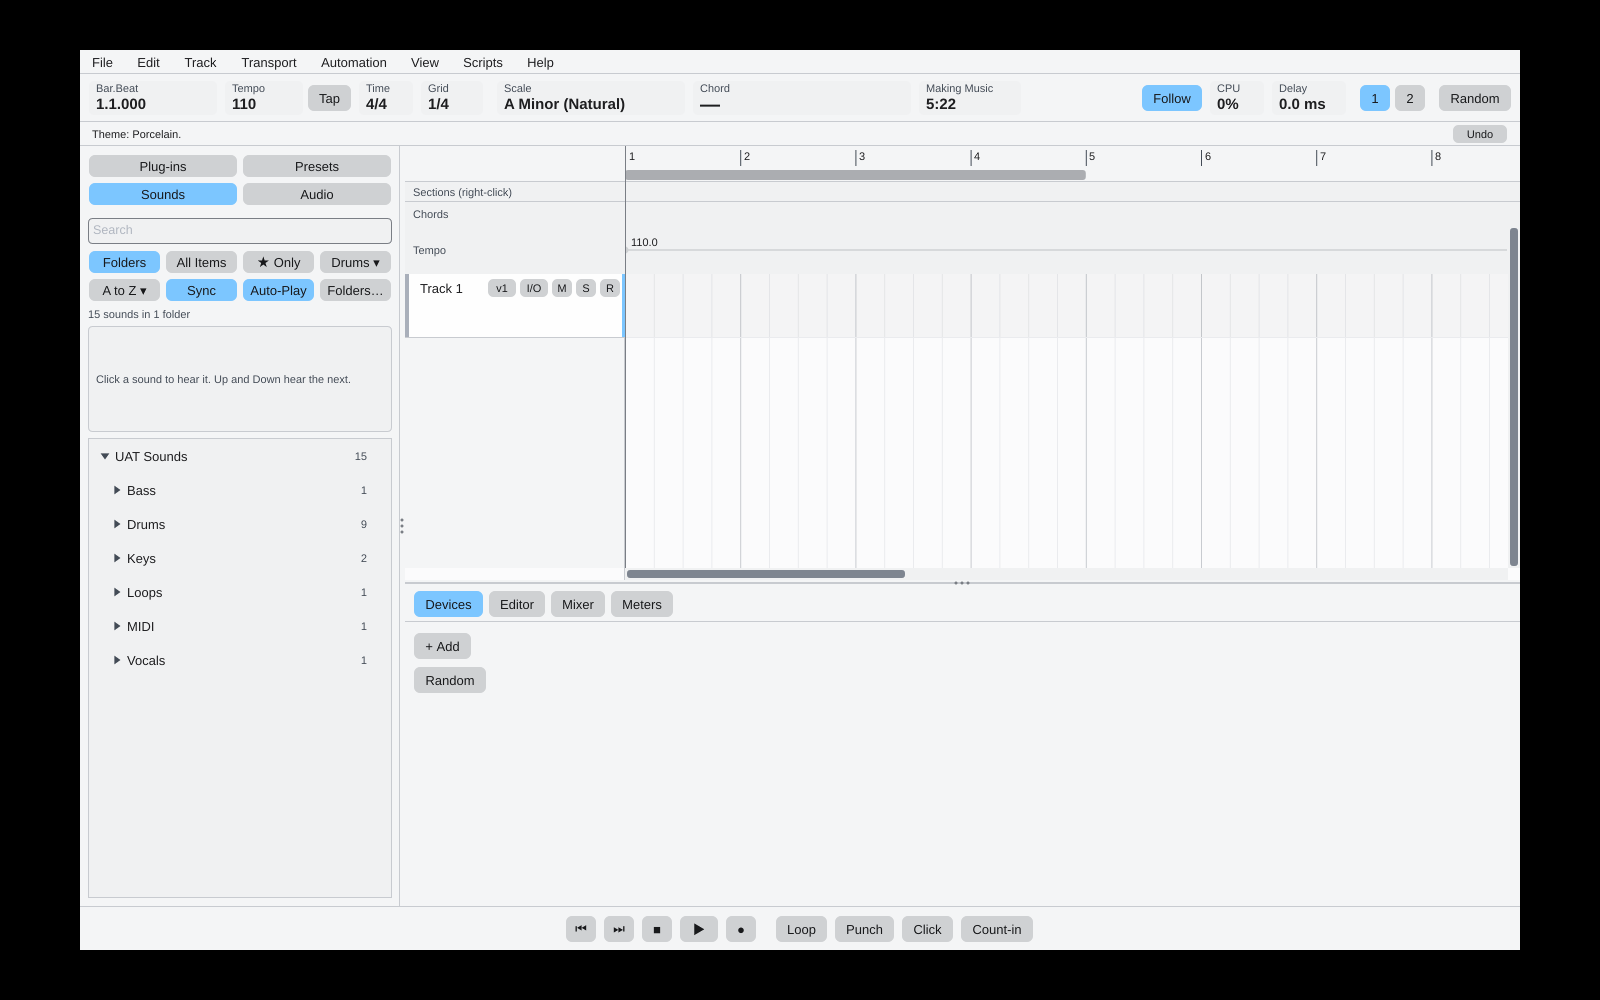 File Edit Track Transport Automation View Scripts Help
Bar.Beat Tempo Time Grid Scale Chord Making Music CPU Delay
1.1.000 110 Tap 4/4 1/4 A Minor (Natural) — 5:22 Follow 0% 0.0 ms 1 2 Random
Theme: Porcelain. Undo
Plug-ins Presets
Sounds Audio
Search
Folders All Items ★ Only Drums ▾
A to Z ▾ Sync Auto-Play Folders…
15 sounds in 1 folder
Click a sound to hear it. Up and Down hear the next.
UAT Sounds 15
Bass 1
Drums 9
Keys 2
Loops 1
MIDI 1
Vocals 1
1 2 3 4 5 6 7 8
Sections (right-click)
Chords
Tempo 110.0
Track 1 v1 I/O M S R
Devices Editor Mixer Meters
+ Add
Random
Loop Punch Click Count-in